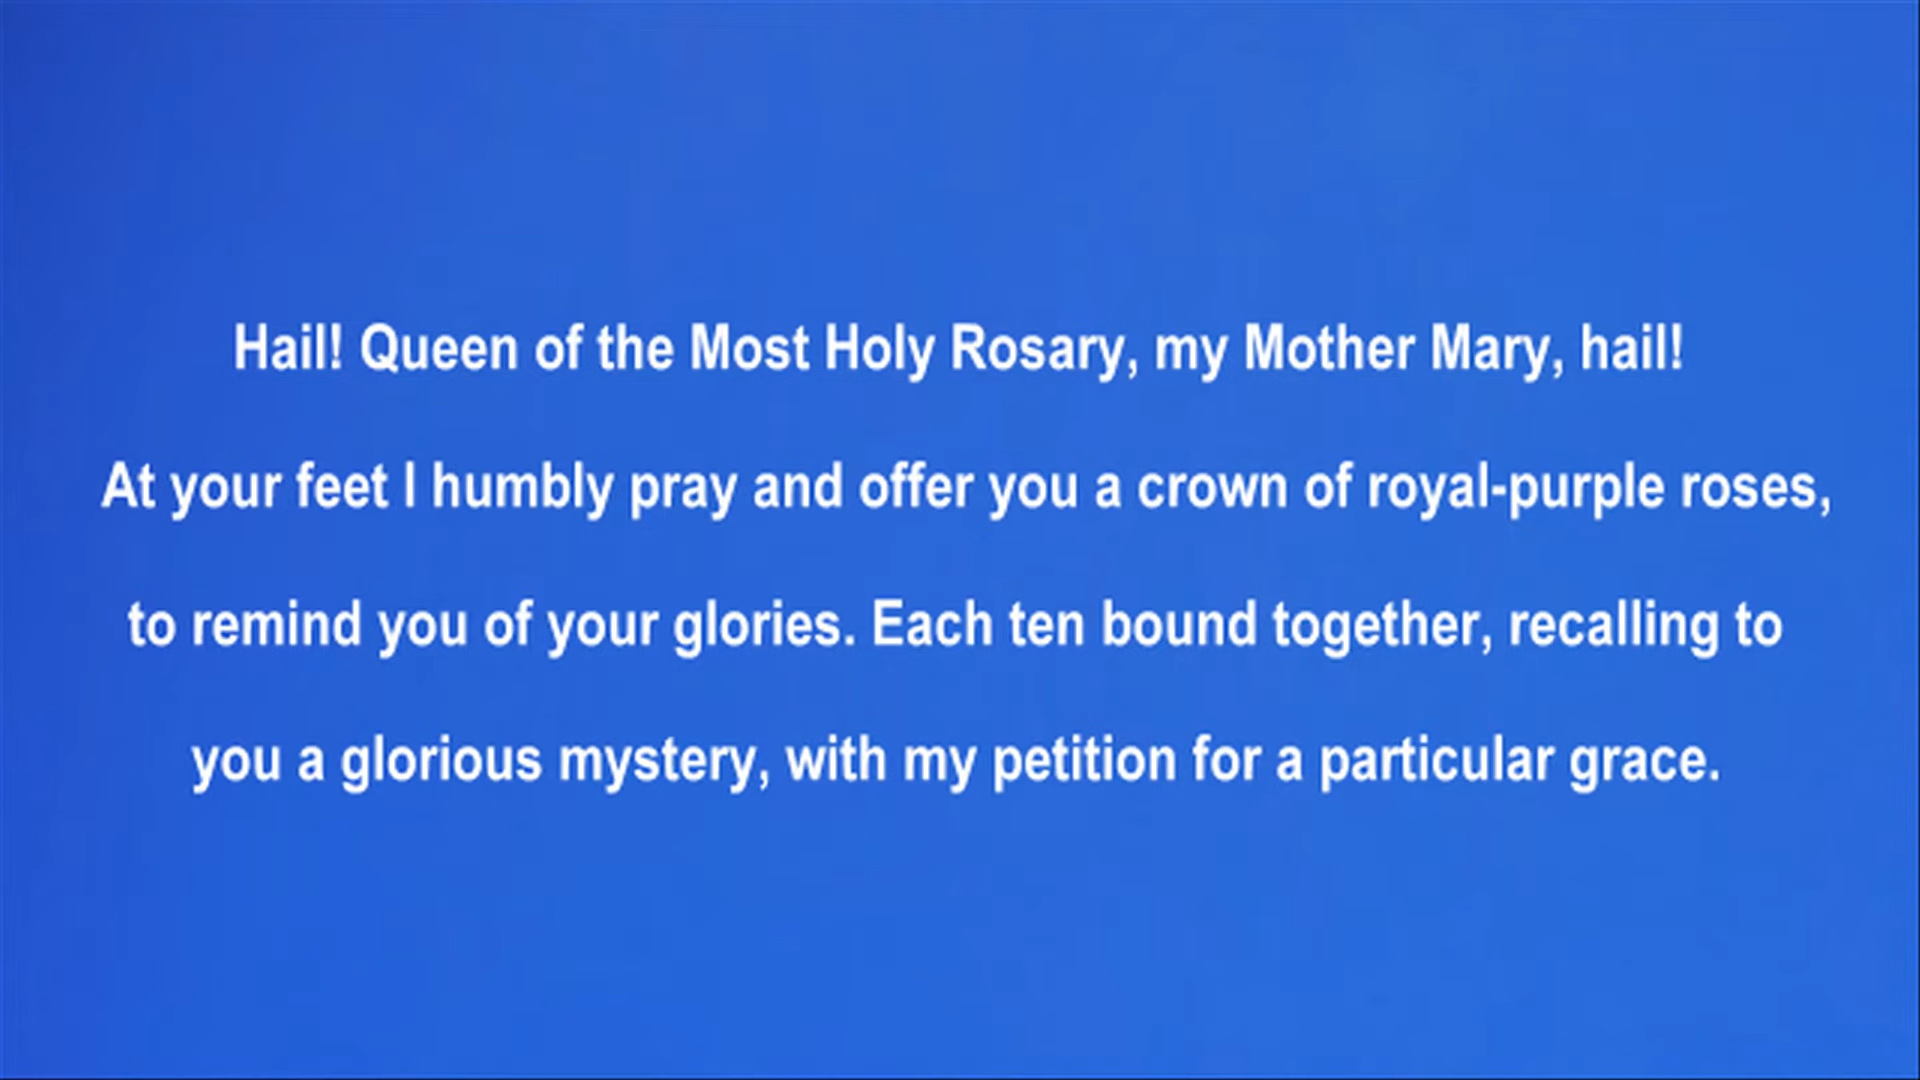 Hail! Queen of the Most Holy Rosary, my Mother Mary, hail!
At your feet I humbly pray and offer you a crown of royal-purple roses,
to remind you of your glories. Each ten bound together, recalling to
you a glorious mystery, with my petition for a particular grace.